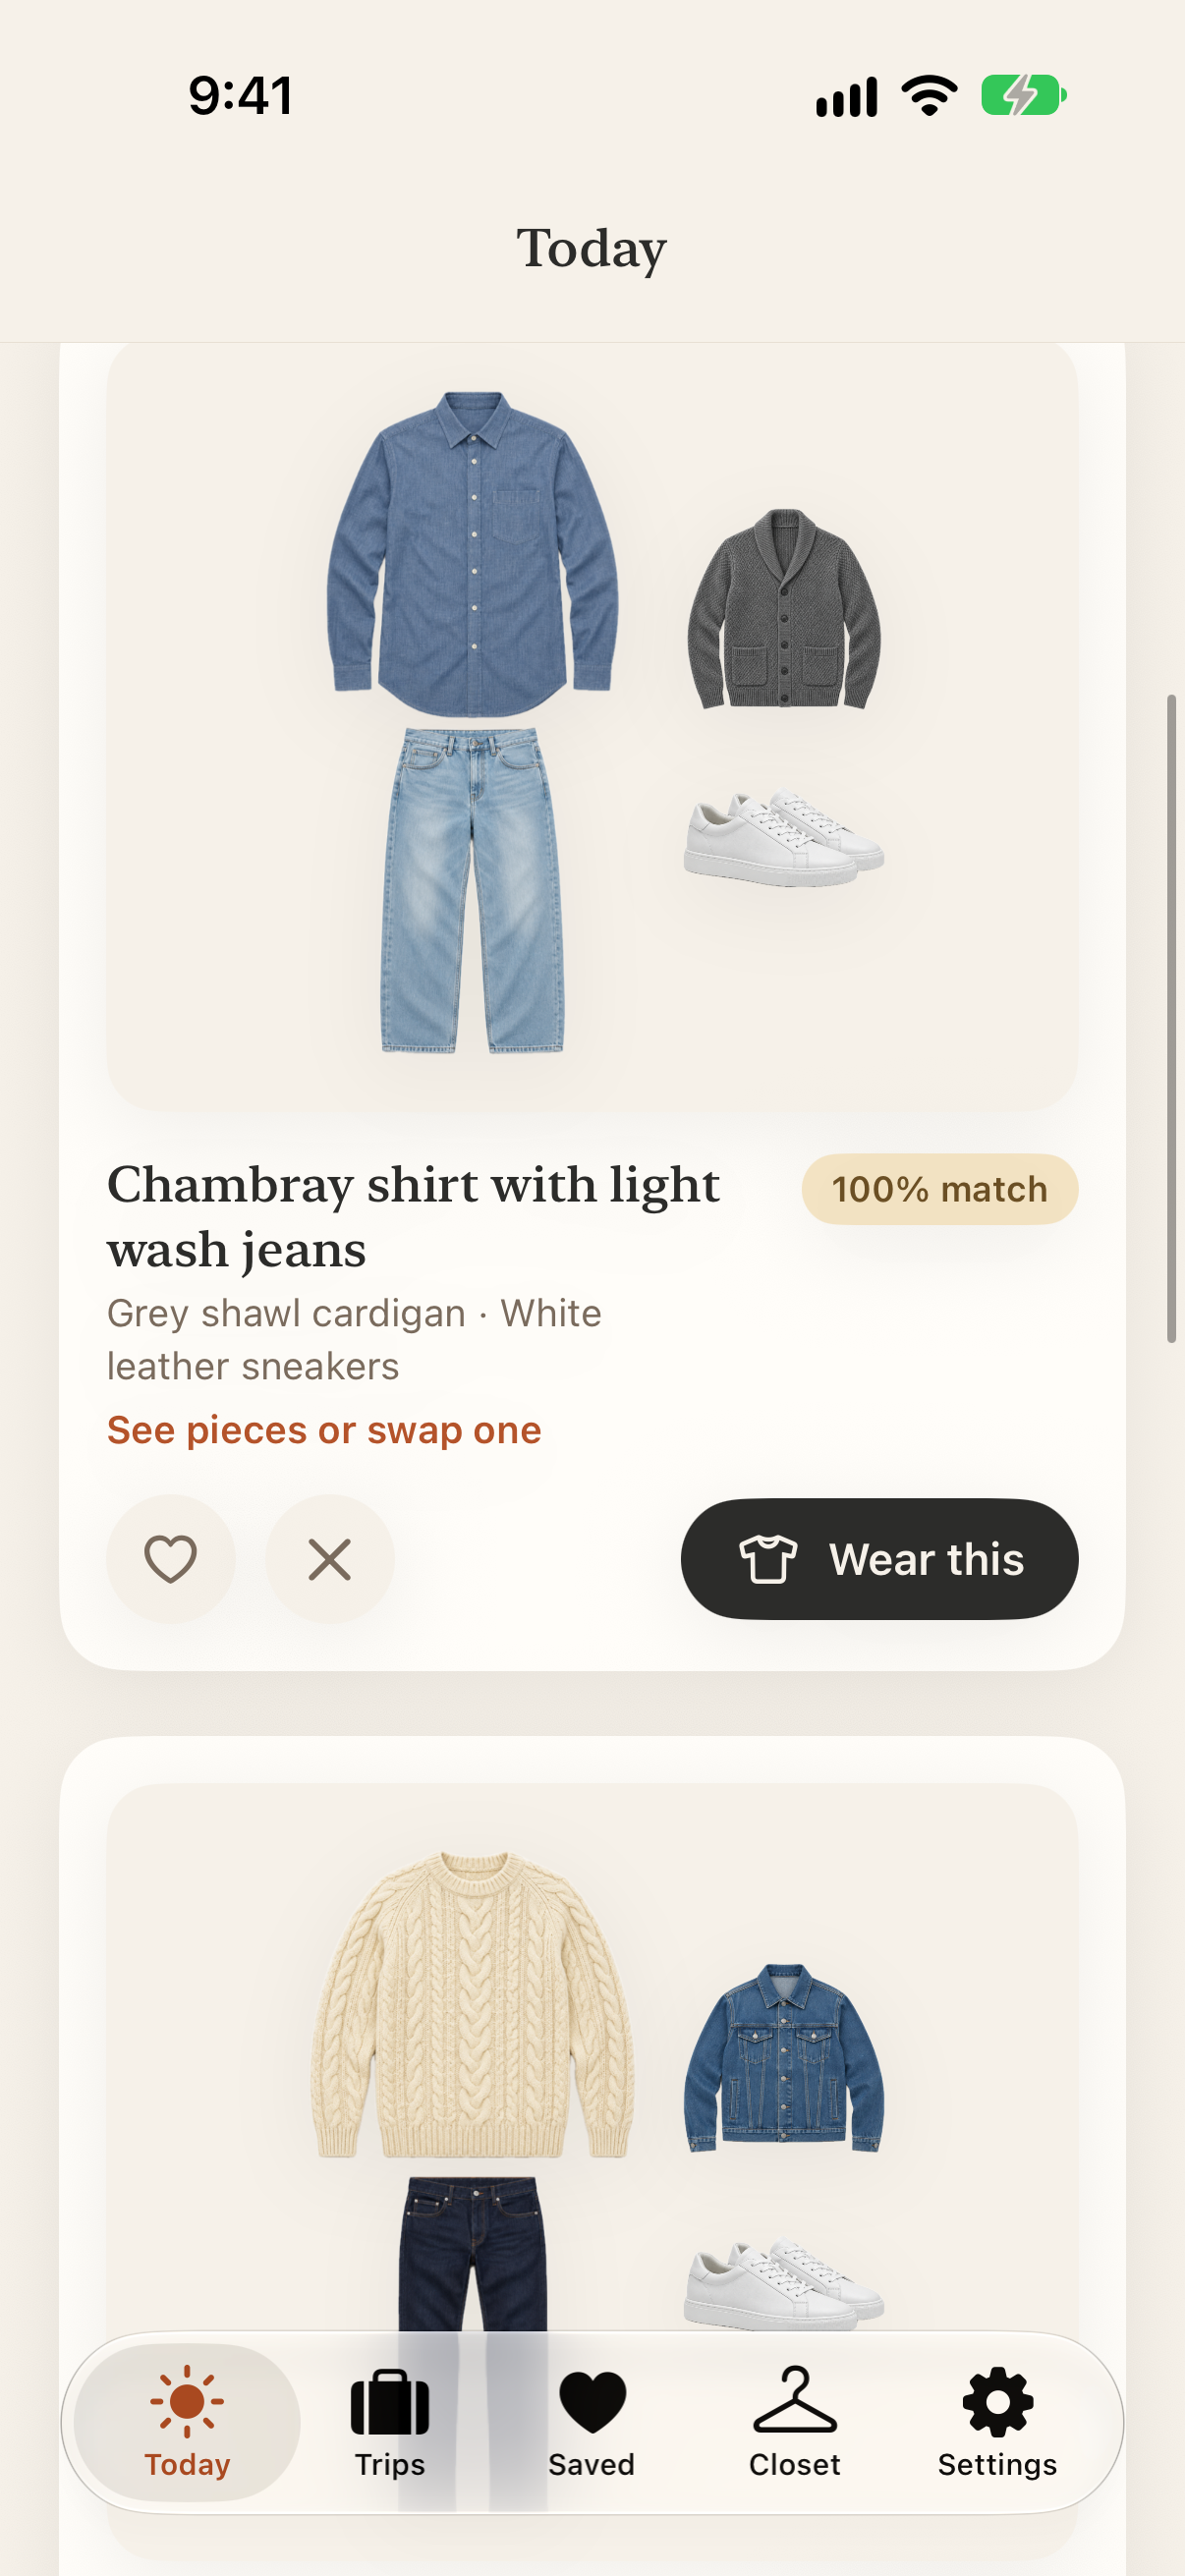 9:41
Today
Chambray shirt with light
wash jeans
100% match
Grey shawl cardigan · White
leather sneakers
See pieces or swap one
Wear this
Today
Trips
Saved
Closet
Settings